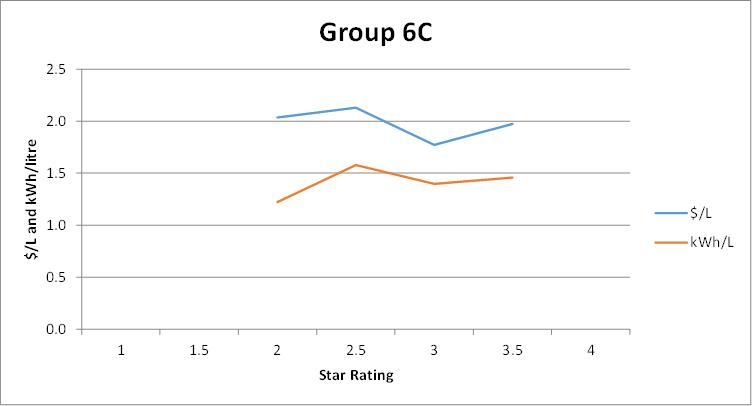 Group 6C
2.5
2.0
1.5
1.0
0.5
0.0
$/L and kWh/litre
1 1.5 2 2.5 3 3.5 4
Star Rating
$/L
kWh/L